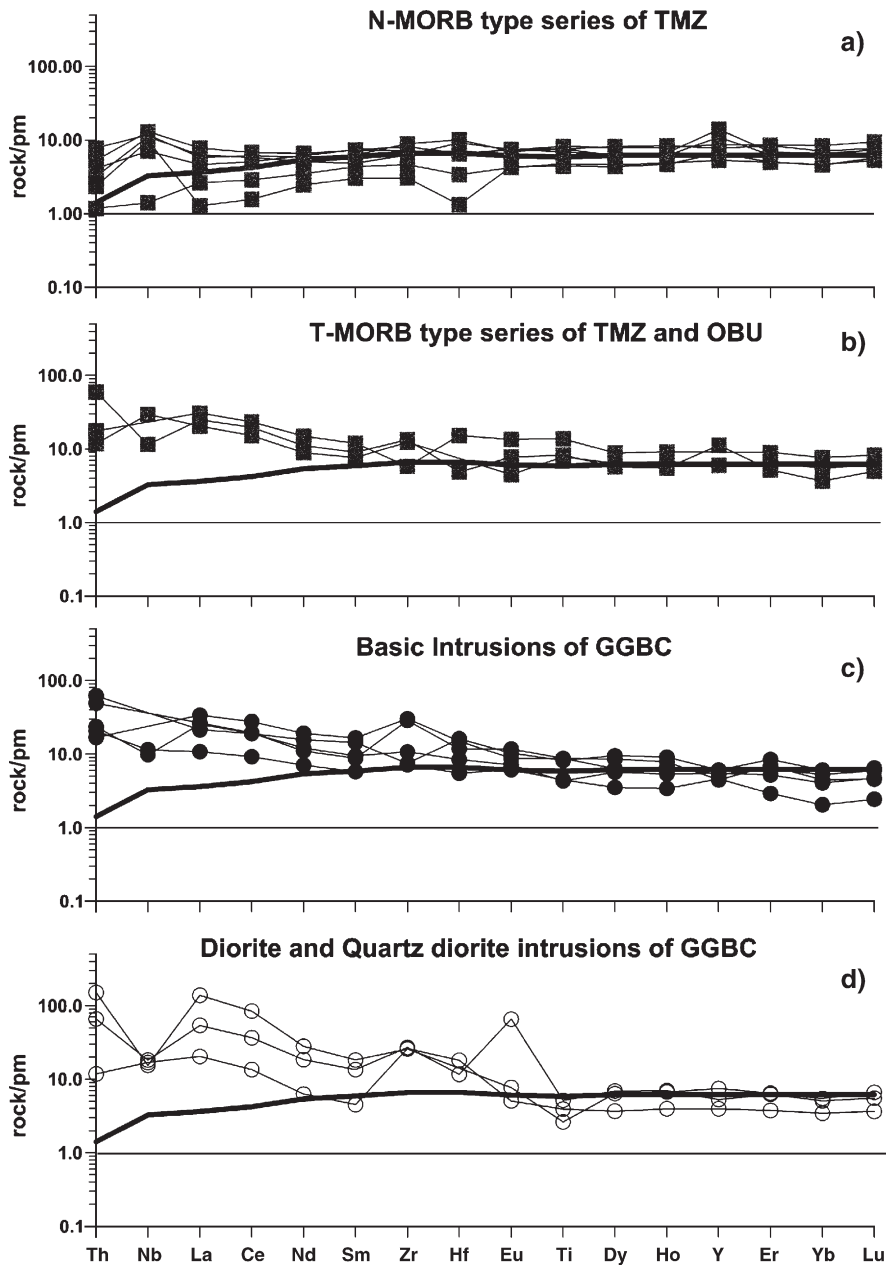 N-MORB type series of TMZ
a)
100.00
10.00
1.00
0.10
rock/pm
T-MORB type series of TMZ and OBU
b)
100.0
10.0
1.0
0.1
rock/pm
Basic Intrusions of GGBC
c)
100.0
10.0
1.0
0.1
rock/pm
Diorite and Quartz diorite intrusions of GGBC
d)
100.0
10.0
1.0
0.1
rock/pm
Th Nb La Ce Nd Sm Zr Hf Eu Ti Dy Ho Y Er Yb Lu